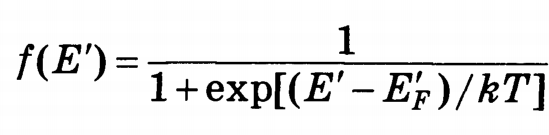 f(E′) = 1 / 1 + exp[(E′ − E′_F)/kT]